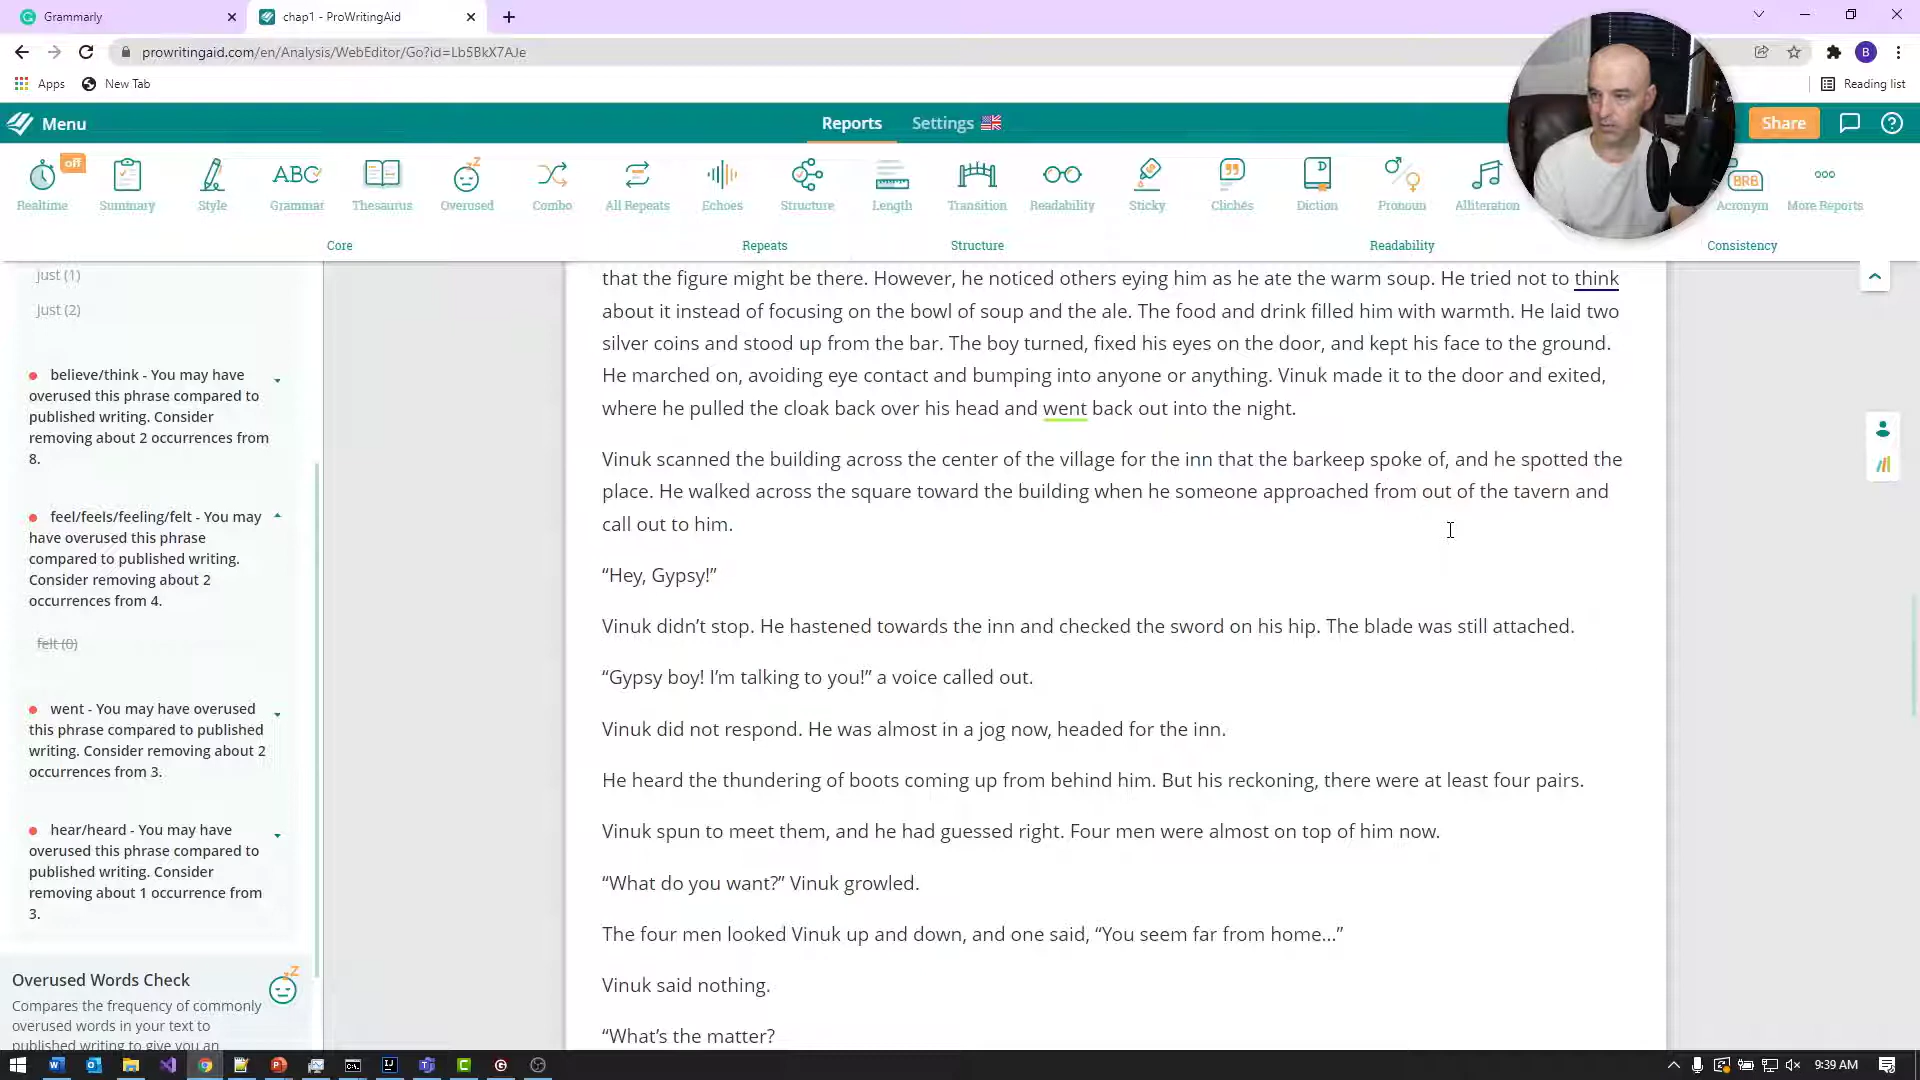 Grammarly
chap1 - ProWritingAid
prowritingaid.com/en/Analysis/WebEditor/Go?id=Lb5BkX7AJe
B
Apps
New Tab
Reading list
Menu
Reports
Settings
Share
off
Realtime
Summary
Style
ABC
Grammar
Thesaurus
Overused
Combo
All Repeats
Echoes
Structure
Length
Transition
Readability
Sticky
Clichés
Diction
Pronoun
Alliteration
BRB
Acronym
More Reports
Core
Repeats
Structure
Readability
Consistency
just (1)
just (2)
believe/think - You may have
overused this phrase compared to
published writing. Consider
removing about 2 occurrences from
8.
feel/feels/feeling/felt - You may
have overused this phrase
compared to published writing.
Consider removing about 2
occurrences from 4.
felt (0)
went - You may have overused
this phrase compared to published
writing. Consider removing about 2
occurrences from 3.
hear/heard - You may have
overused this phrase compared to
published writing. Consider
removing about 1 occurrence from
3.
Overused Words Check
Compares the frequency of commonly
overused words in your text to
published writing to give you an
that the figure might be there. However, he noticed others eying him as he ate the warm soup. He tried not to think
about it instead of focusing on the bowl of soup and the ale. The food and drink filled him with warmth. He laid two
silver coins and stood up from the bar. The boy turned, fixed his eyes on the door, and kept his face to the ground.
He marched on, avoiding eye contact and bumping into anyone or anything. Vinuk made it to the door and exited,
where he pulled the cloak back over his head and went back out into the night.
Vinuk scanned the building across the center of the village for the inn that the barkeep spoke of, and he spotted the
place. He walked across the square toward the building when he someone approached from out of the tavern and
call out to him.
“Hey, Gypsy!”
Vinuk didn’t stop. He hastened towards the inn and checked the sword on his hip. The blade was still attached.
“Gypsy boy! I’m talking to you!” a voice called out.
Vinuk did not respond. He was almost in a jog now, headed for the inn.
He heard the thundering of boots coming up from behind him. But his reckoning, there were at least four pairs.
Vinuk spun to meet them, and he had guessed right. Four men were almost on top of him now.
“What do you want?” Vinuk growled.
The four men looked Vinuk up and down, and one said, “You seem far from home…”
Vinuk said nothing.
“What’s the matter?
9:39 AM